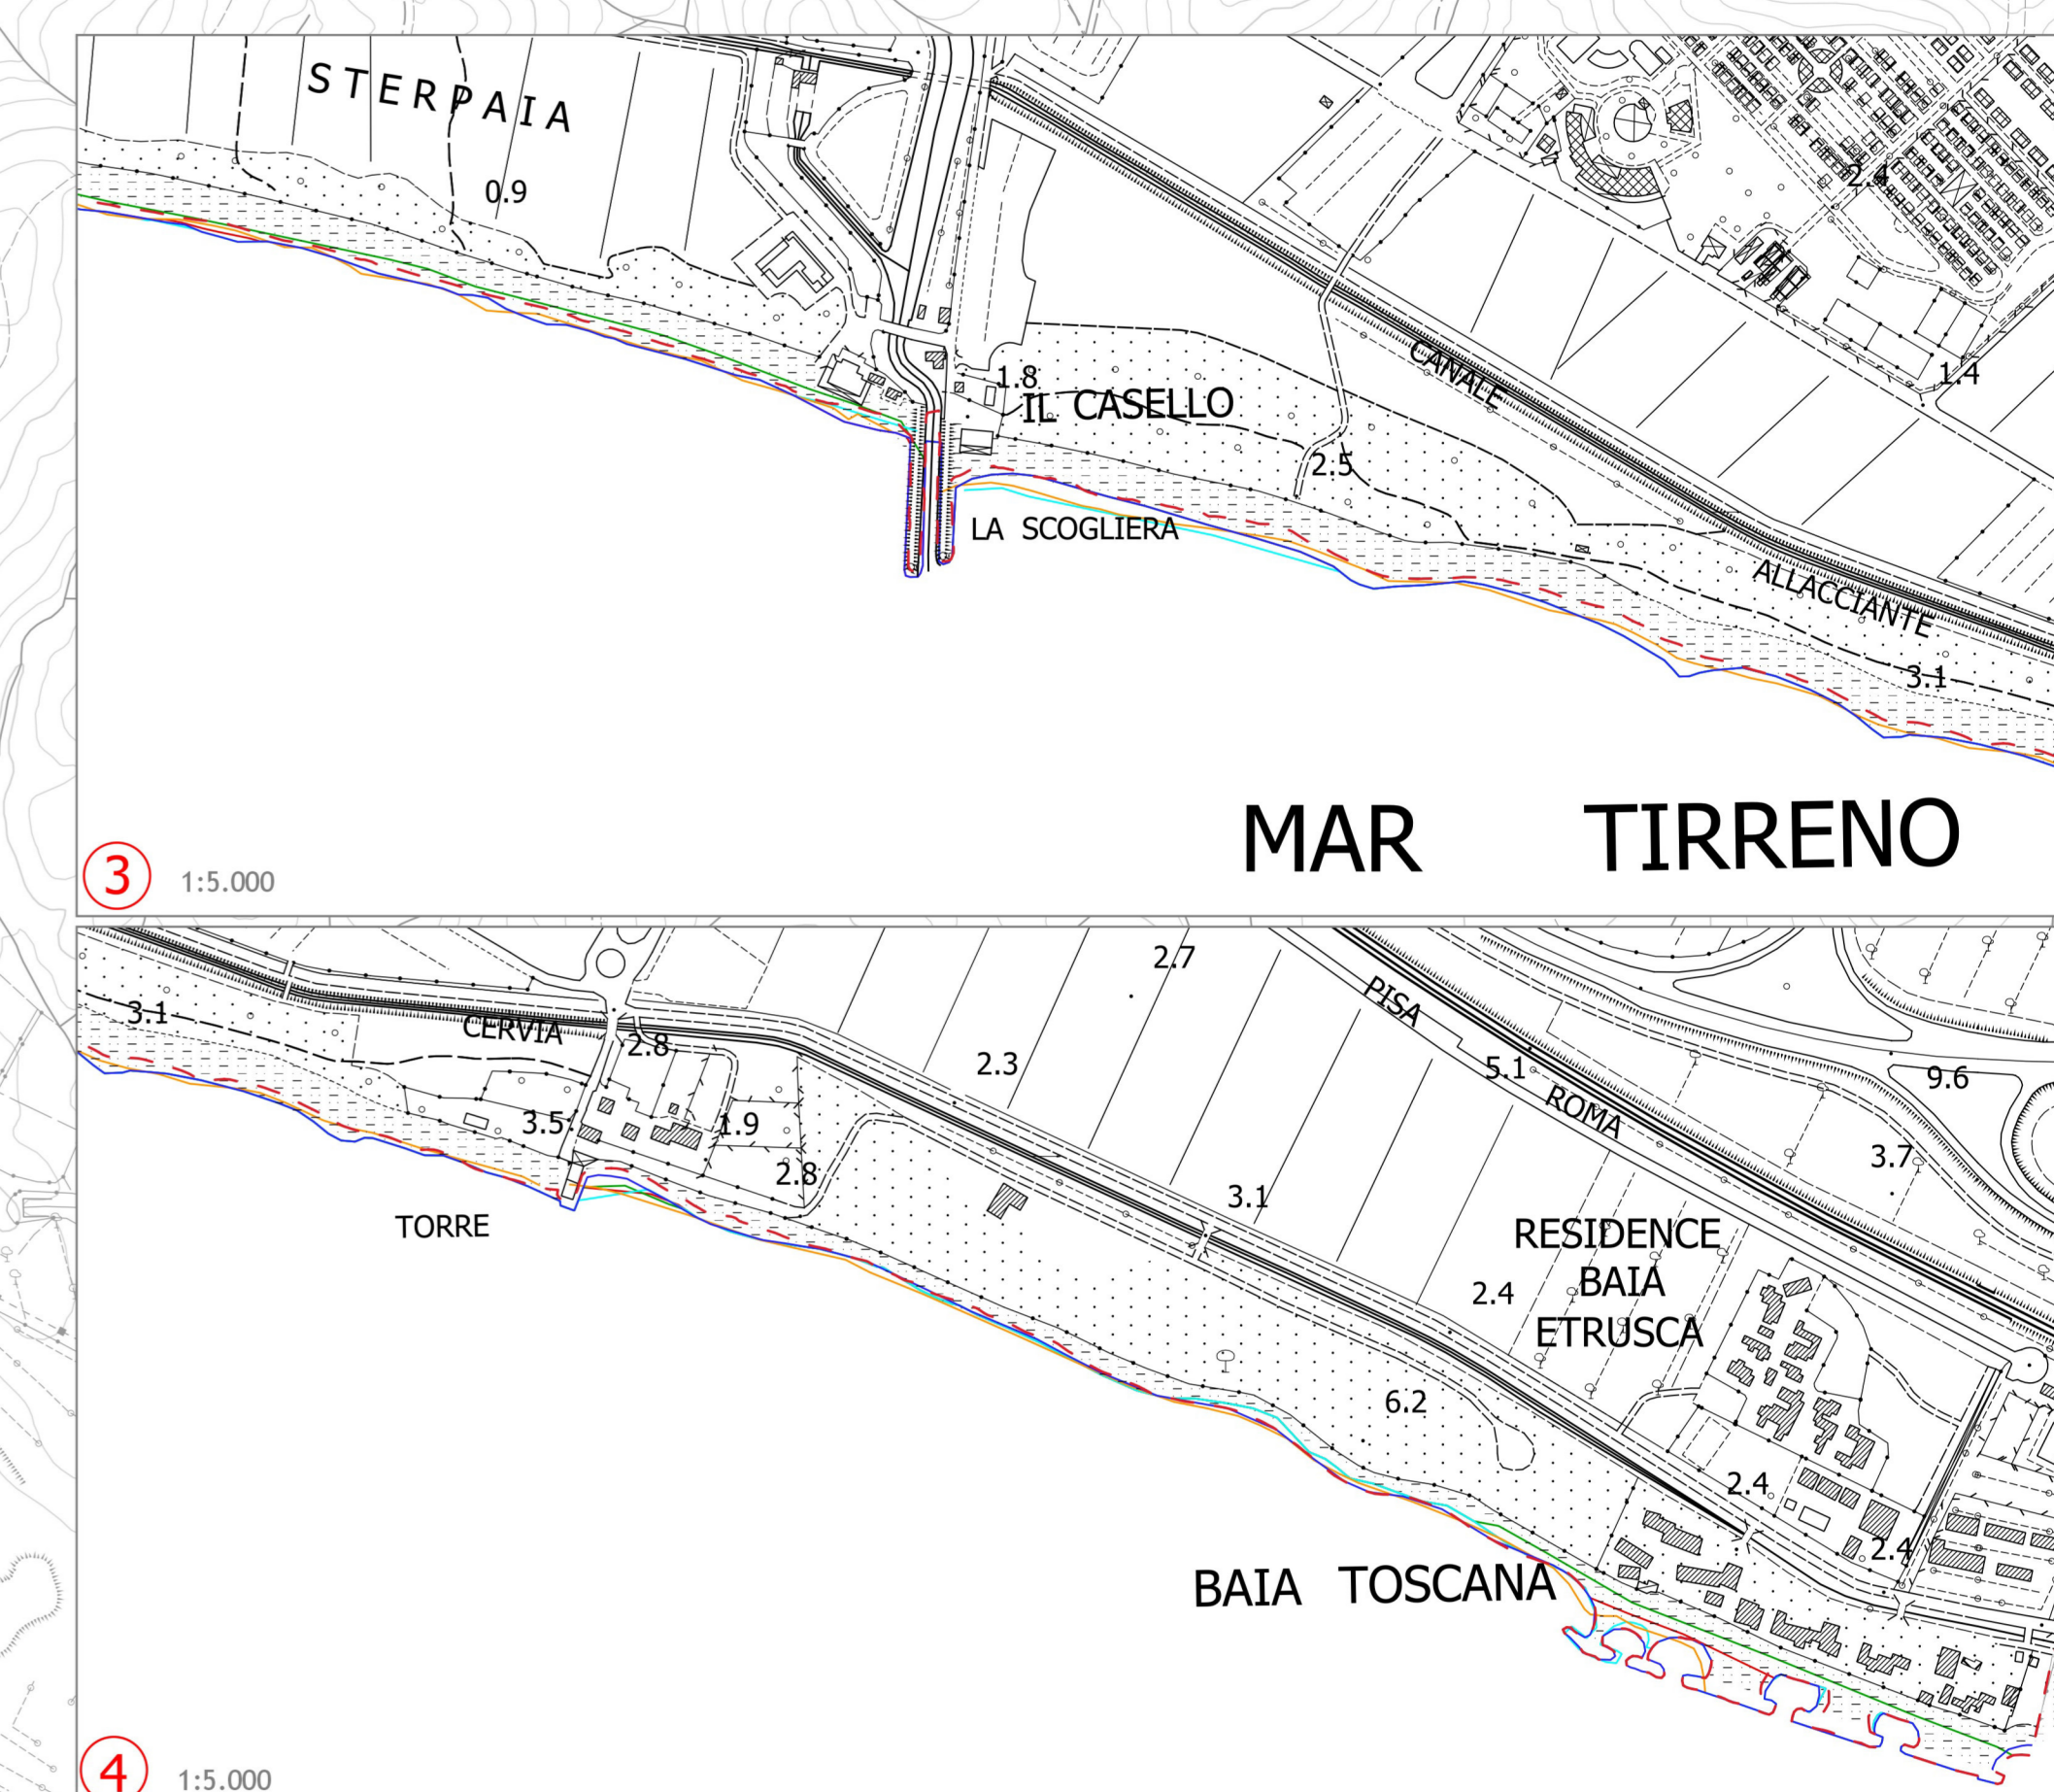 STERPAIA
0.9
2.4
1.4
1.8
IL CASELLO
CANALE
2.5
LA SCOGLIERA
ALLACCIANTE
3.1
MAR TIRRENO
3
1:5.000
2.7
PISA
3.1
CERVIA
2.8
2.3
5.1
ROMA
9.6
3.5
1.9
2.8
3.7
3.1
TORRE
RESIDENCE
BAIA
ETRUSCA
2.4
6.2
2.4
2.4
BAIA TOSCANA
4
1:5.000